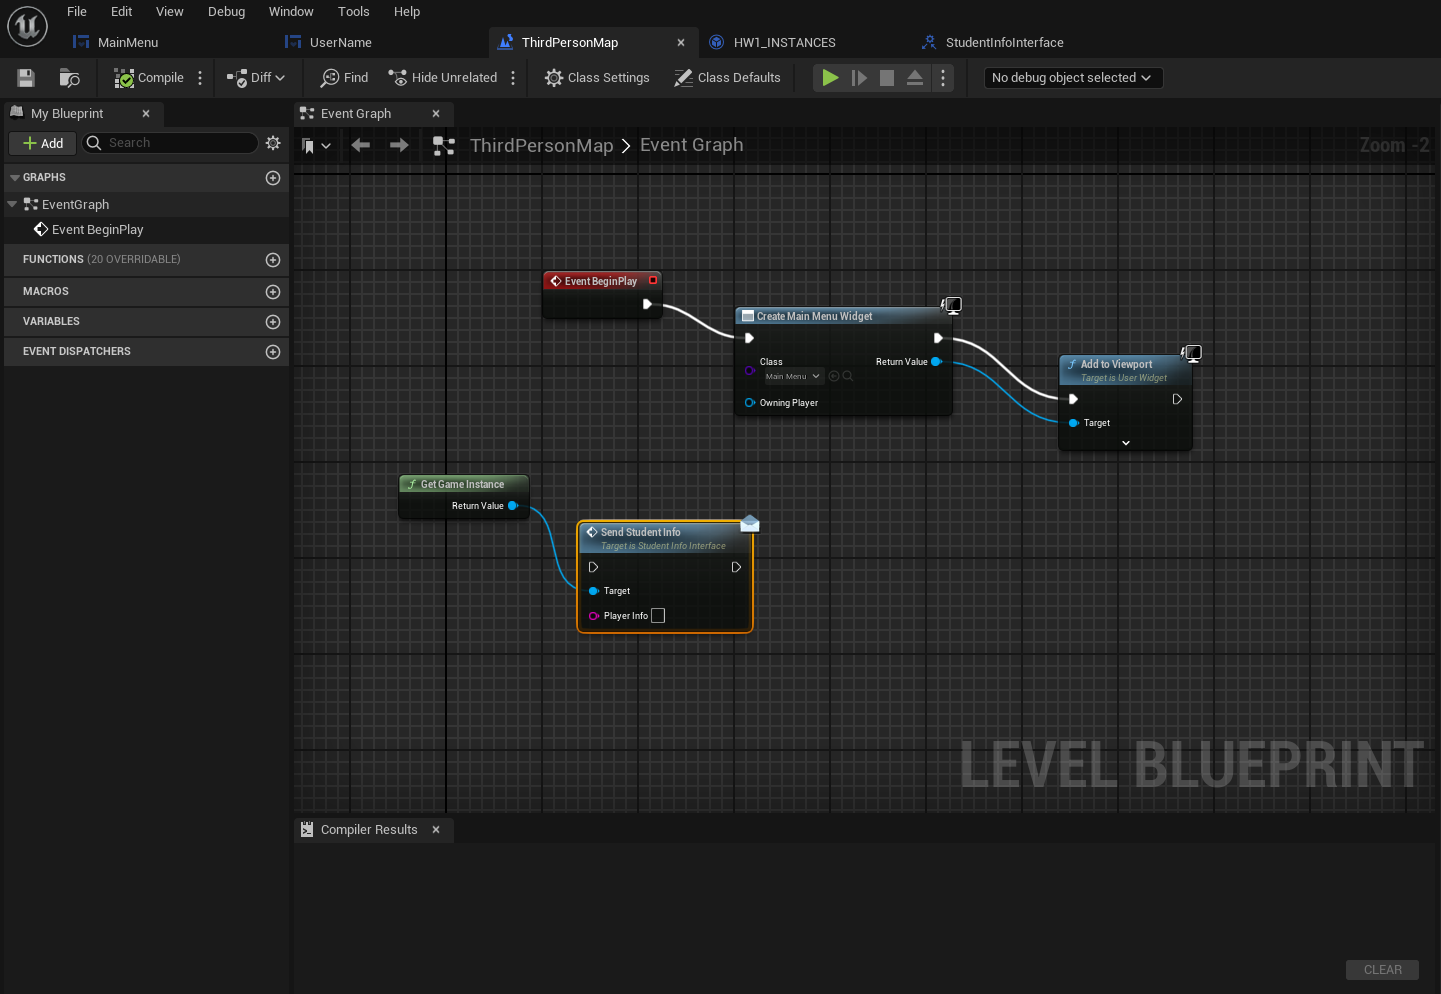 File Edit View Debug Window Tools Help
MainMenu UserName ThirdPersonMap HW1_INSTANCES StudentInfoInterface
Compile Diff Find Hide Unrelated Class Settings Class Defaults No debug object selected
My Blueprint Event Graph
Add Search
ThirdPersonMap > Event Graph Zoom -2
GRAPHS
EventGraph
Event BeginPlay
FUNCTIONS (20 OVERRIDABLE)
MACROS
VARIABLES
EVENT DISPATCHERS
Event BeginPlay
Create Main Menu Widget
Class Return Value
Main Menu
Owning Player
Add to Viewport
Target is User Widget
Target
Get Game Instance
Return Value
Send Student Info
Target is Student Info Interface
Target
Player Info
LEVEL BLUEPRINT
Compiler Results
CLEAR